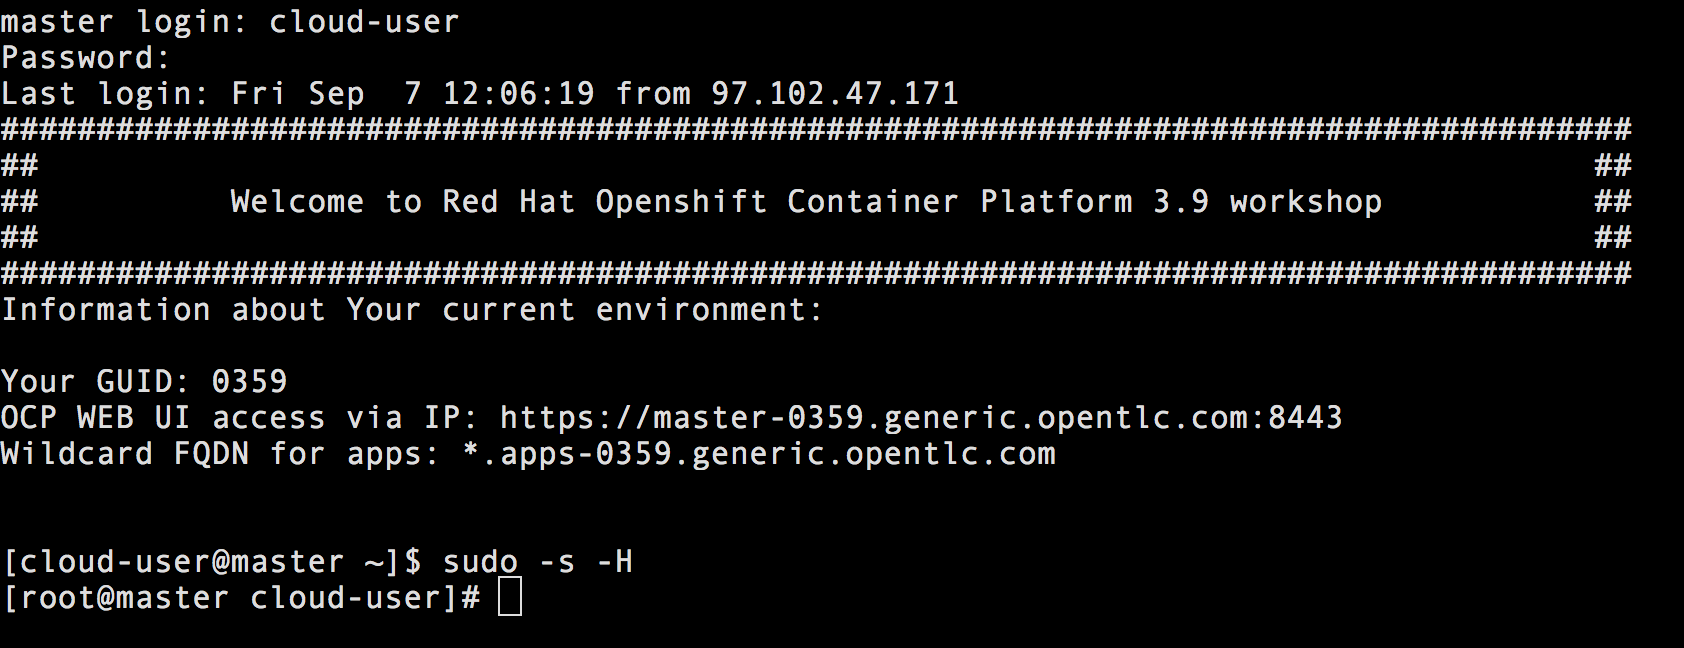 master login: cloud-user
Password:
Last login: Fri Sep  7 12:06:19 from 97.102.47.171
#####################################################################################
##                                                                                 ##
##          Welcome to Red Hat Openshift Container Platform 3.9 workshop           ##
##                                                                                 ##
#####################################################################################
Information about Your current environment:

Your GUID: 0359
OCP WEB UI access via IP: https://master-0359.generic.opentlc.com:8443
Wildcard FQDN for apps: *.apps-0359.generic.opentlc.com

[cloud-user@master ~]$ sudo -s -H
[root@master cloud-user]#